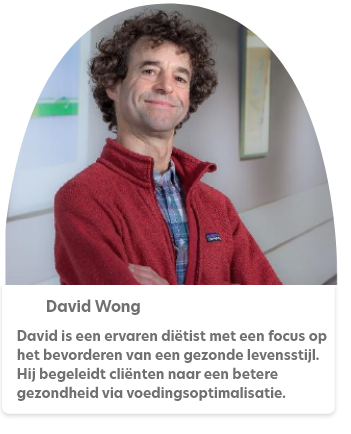 David Wong
David is een ervaren diëtist met een focus op
het bevorderen van een gezonde levensstijl.
Hij begeleidt cliënten naar een betere
gezondheid via voedingsoptimalisatie.